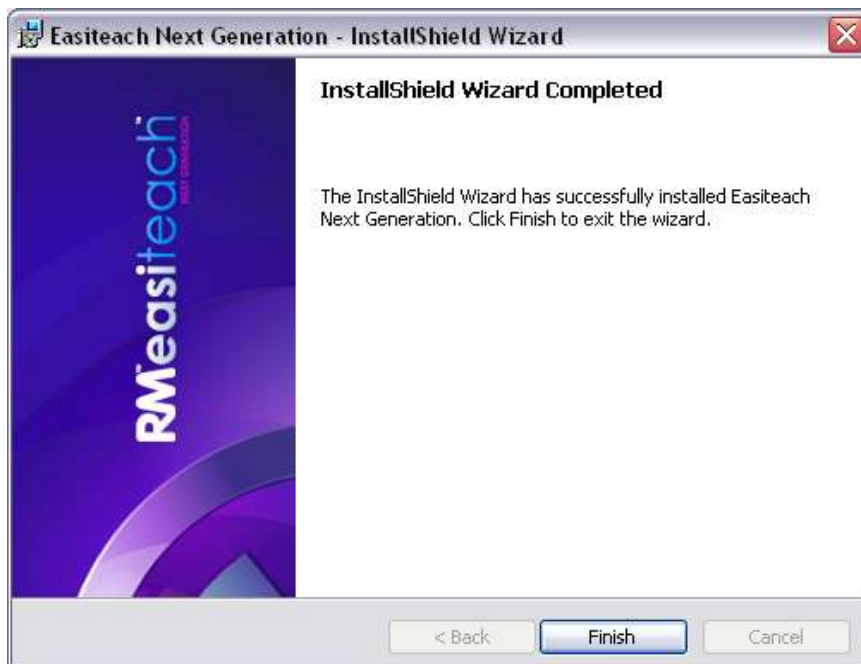 Easiteach Next Generation - InstallShield Wizard
InstallShield Wizard Completed
The InstallShield Wizard has successfully installed Easiteach
Next Generation. Click Finish to exit the wizard.
RM™easiteach™
NEXT GENERATION
< Back
Finish
Cancel